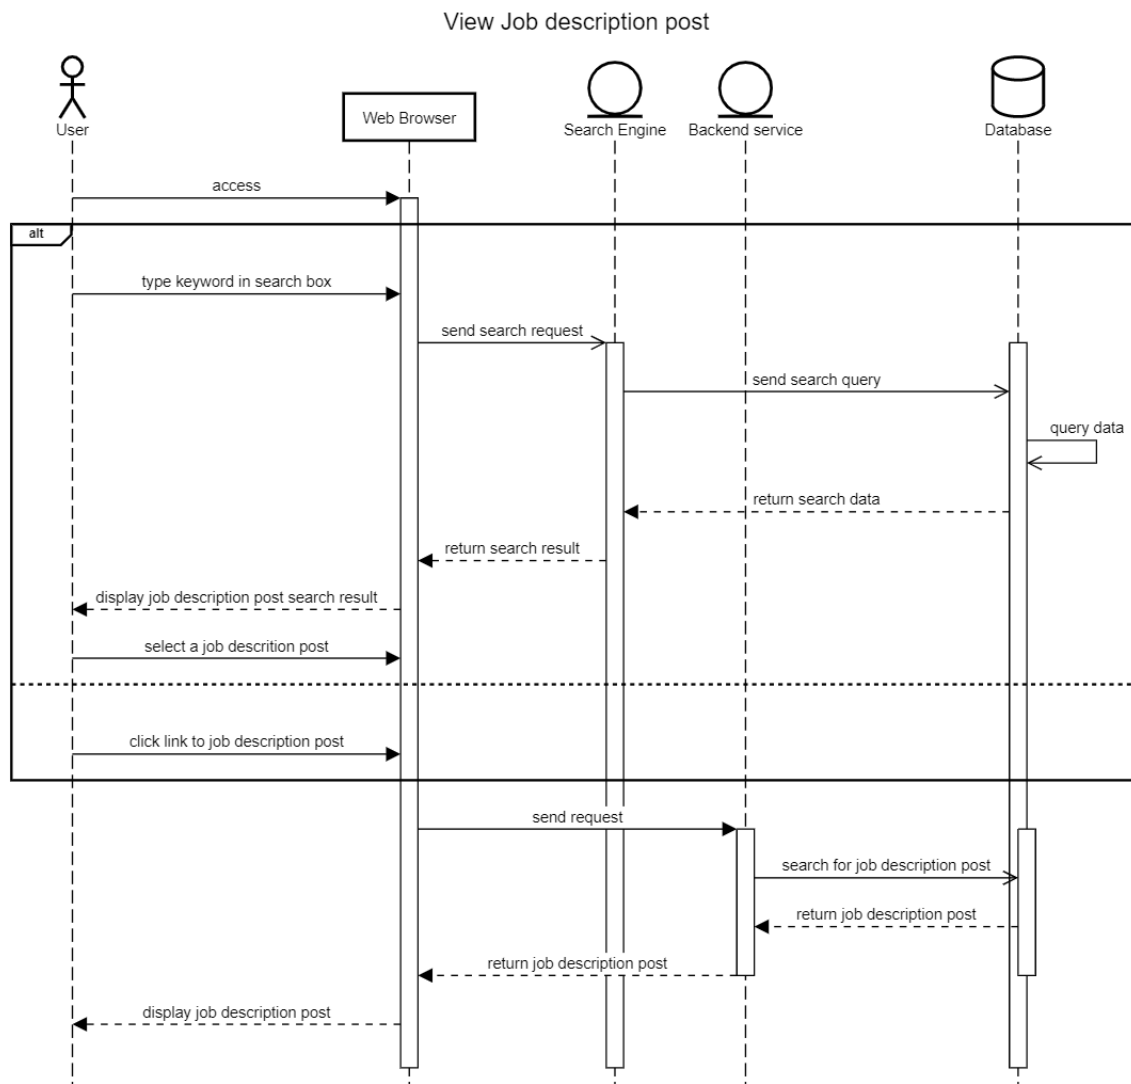 View Job description post
User
Web Browser
Search Engine
Backend service
Database
access
alt
type keyword in search box
send search request
send search query
query data
return search data
return search result
display job description post search result
select a job descrition post
click link to job description post
send request
search for job description post
return job description post
return job description post
display job description post